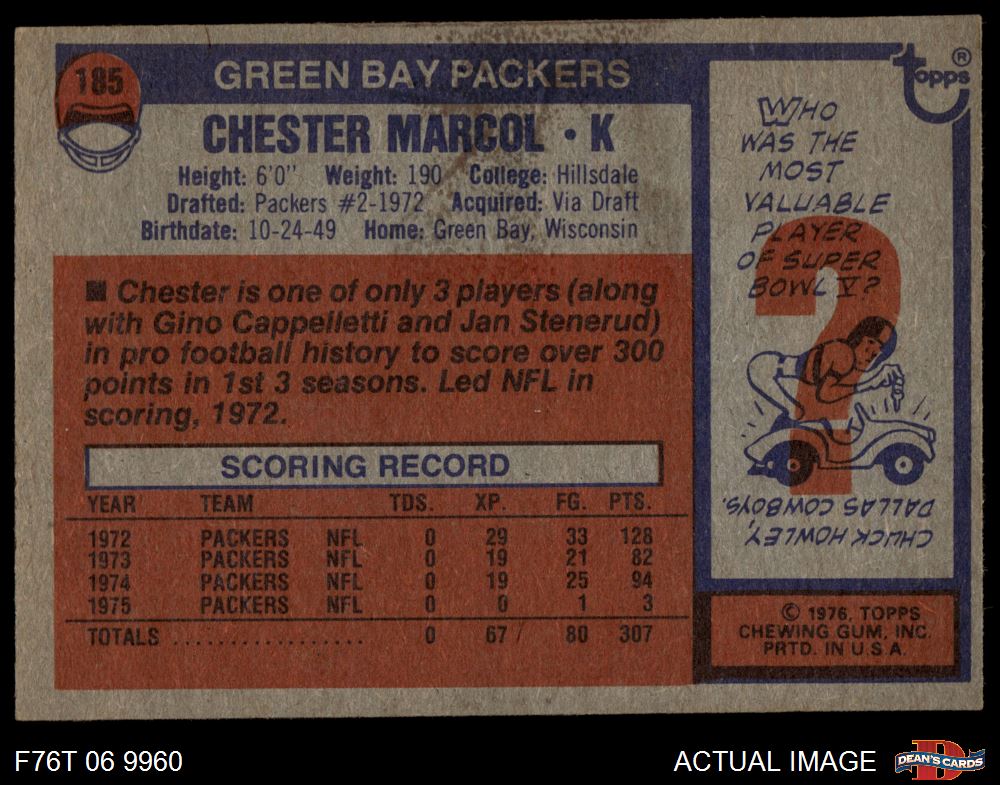 185
GREEN BAY PACKERS
CHESTER MARCOL • K
Height: 6'0" Weight: 190 College: Hillsdale
Drafted: Packers #2-1972 Acquired: Via Draft
Birthdate: 10-24-49 Home: Green Bay, Wisconsin
■ Chester is one of only 3 players (along
with Gino Cappelletti and Jan Stenerud)
in pro football history to score over 300
points in 1st 3 seasons. Led NFL in
scoring, 1972.
SCORING RECORD
YEAR TEAM TDS. XP. FG. PTS.
1972 PACKERS NFL 0 29 33 128
1973 PACKERS NFL 0 19 21 82
1974 PACKERS NFL 0 19 25 94
1975 PACKERS NFL 0 0 1 3
TOTALS .................. 0 67 80 307
topps®
WHO
WAS THE
MOST
VALUABLE
PLAYER
OF SUPER
BOWL V?
?
CHUCK HOWLEY,
DALLAS COWBOYS.
© 1976, TOPPS
CHEWING GUM, INC.
PRTD. IN U.S.A.
F76T 06 9960
ACTUAL IMAGE
D
DEAN'S CARDS